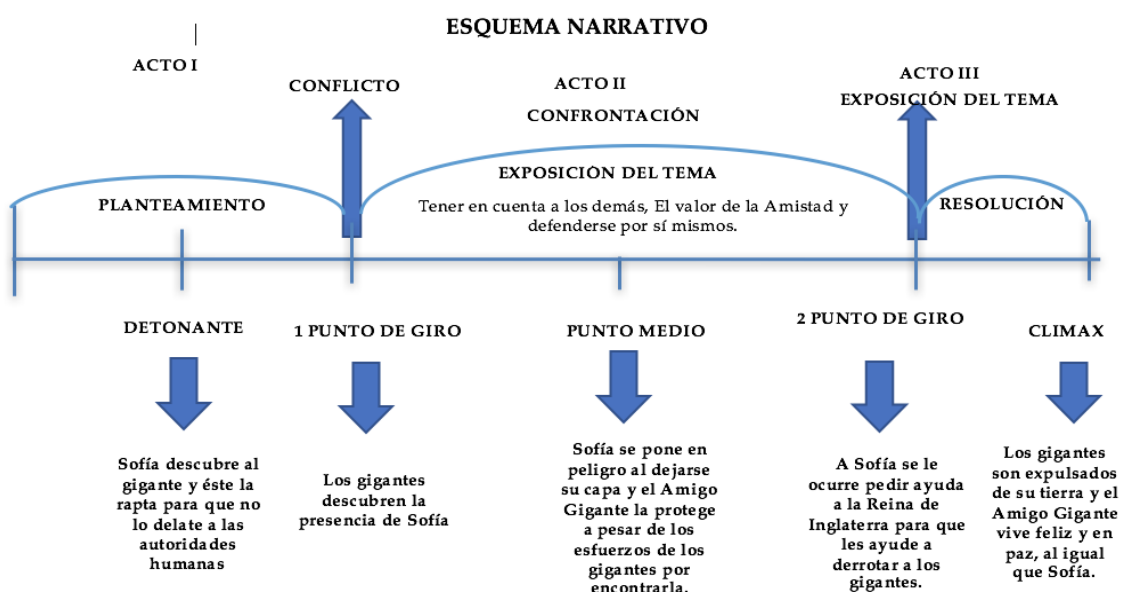 ESQUEMA NARRATIVO
ACTO I
CONFLICTO
ACTO II
CONFRONTACIÓN
ACTO III
EXPOSICIÓN DEL TEMA
PLANTEAMIENTO
EXPOSICIÓN DEL TEMA
Tener en cuenta a los demás, El valor de la Amistad y
defenderse por sí mismos.
RESOLUCIÓN
DETONANTE
Sofía descubre al
gigante y éste la
rapta para que no
lo delate a las
autoridades
humanas
1 PUNTO DE GIRO
Los gigantes
descubren la
presencia de Sofía
PUNTO MEDIO
Sofía se pone en
peligro al dejarse
su capa y el Amigo
Gigante la protege
a pesar de los
esfuerzos de los
gigantes por
encontrarla.
2 PUNTO DE GIRO
A Sofía se le
ocurre pedir ayuda
a la Reina de
Inglaterra para que
les ayude a
derrotar a los
gigantes.
CLIMAX
Los gigantes
son expulsados
de su tierra y el
Amigo Gigante
vive feliz y en
paz, al igual
que Sofía.